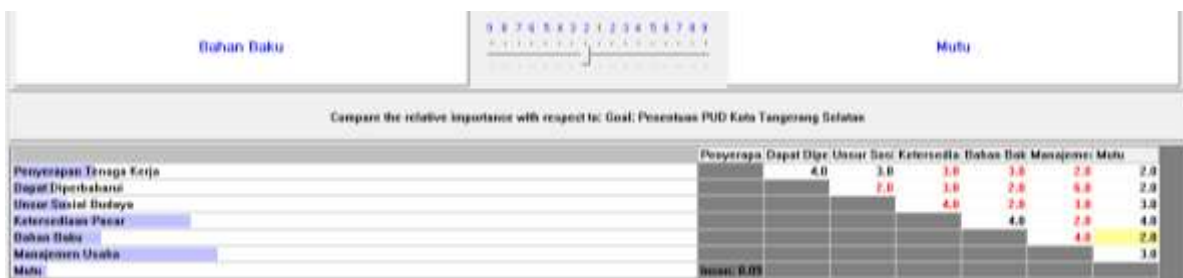 Bahan Baku
9 8 7 6 5 4 3 2 1 2 3 4 5 6 7 8 9
Mutu
Compare the relative importance with respect to: Goal: Penentuan PUD Kota Tangerang Selatan
Penyerapa Dapat Dipe Unsur Sosi Ketersedia Bahan Bak Manajeme Mutu
Penyerapan Tenaga Kerja 4.0 3.0 3.0 3.0 2.0 2.0
Dapat Diperbaharui 2.0 3.0 2.0 6.0 2.0
Unsur Sosial Budaya 4.0 2.0 3.0 3.0
Ketersediaan Pasar 4.0 2.0 4.0
Bahan Baku 4.0 2.0
Manajemen Usaha 3.0
Mutu Incon: 0.09